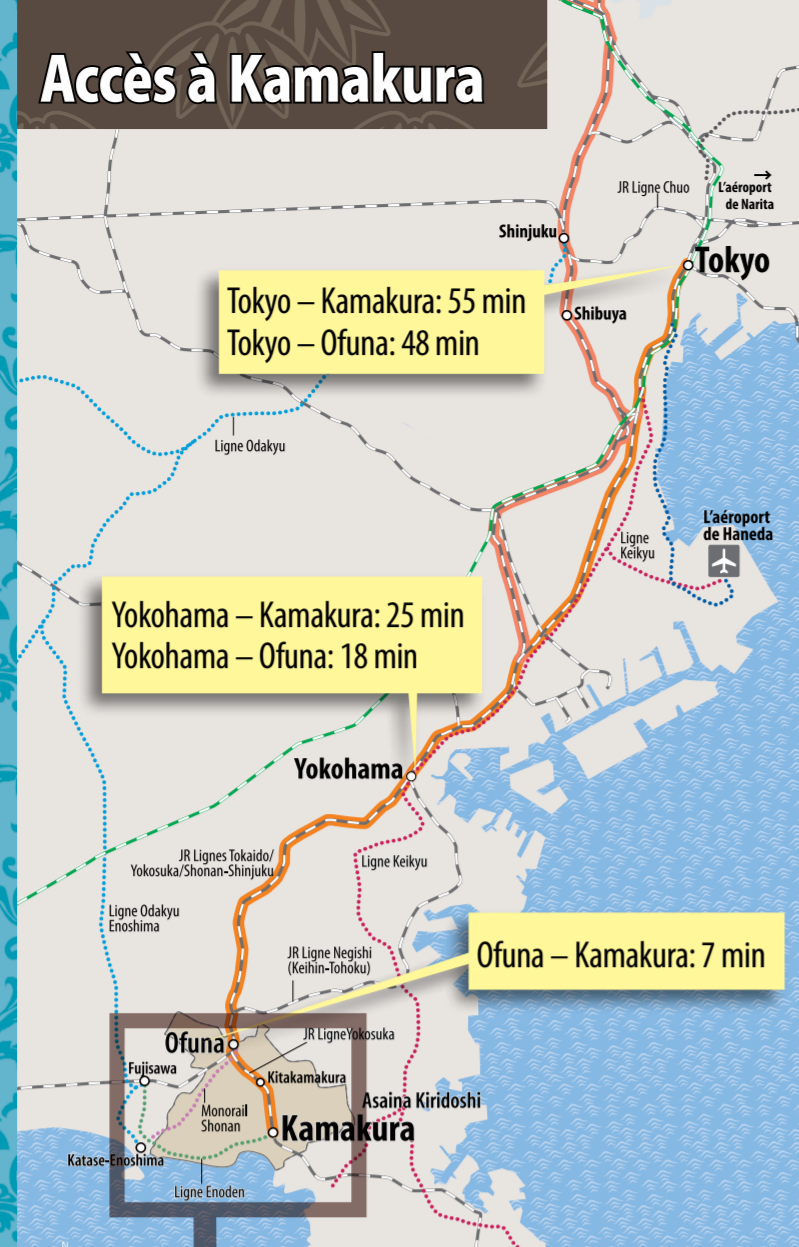 Accès à Kamakura
JR Ligne Chuo
→
L'aéroport
de Narita
Shinjuku
Tokyo
Tokyo – Kamakura: 55 min
Tokyo – Ofuna: 48 min
Shibuya
Ligne Odakyu
L'aéroport
de Haneda
Ligne
Keikyu
Yokohama – Kamakura: 25 min
Yokohama – Ofuna: 18 min
Yokohama
JR Lignes Tokaido/
Yokosuka/Shonan-Shinjuku
Ligne Keikyu
Ligne Odakyu
Enoshima
Ofuna – Kamakura: 7 min
JR Ligne Negishi
(Keihin-Tohoku)
Ofuna
JR LigneYokosuka
Fujisawa
Kitakamakura
Monorail
Shonan
Asaina Kiridoshi
Kamakura
Katase-Enoshima
Ligne Enoden
N